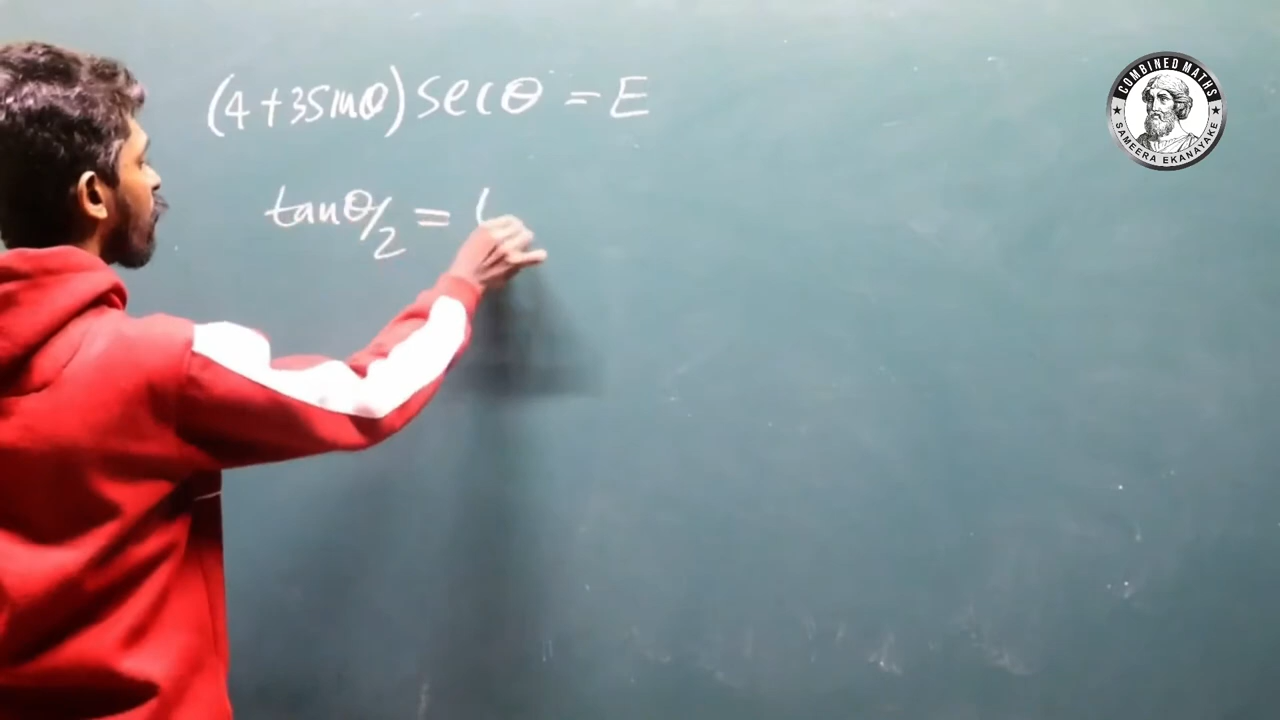 (4+3sinθ) secθ = E
tanθ/2 =
COMBINED MATHS
SAMEERA EKANAYAKE